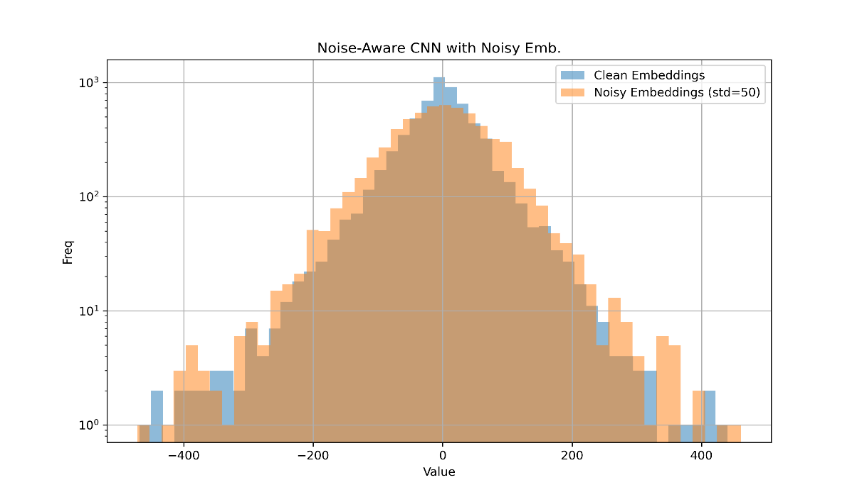 Noise-Aware CNN with Noisy Emb.
Clean Embeddings
Noisy Embeddings (std=50)
Freq
10³
10²
10¹
10⁰
−400
−200
0
200
400
Value